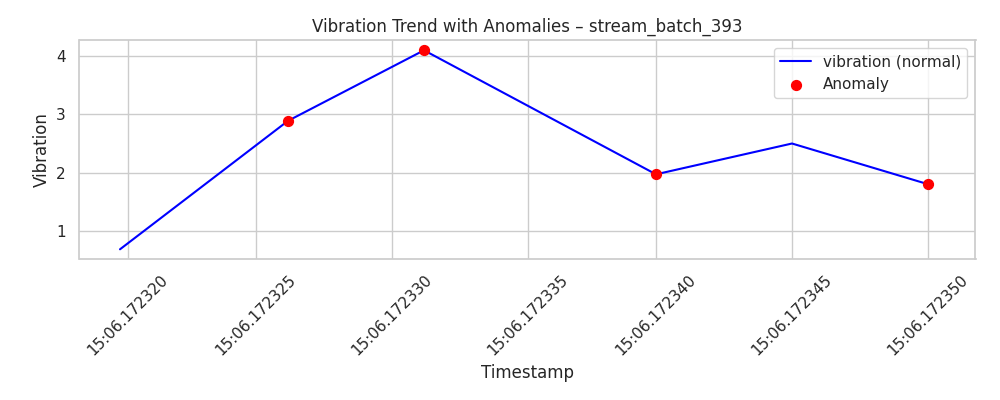 Vibration Trend with Anomalies – stream_batch_393
vibration (normal)
Anomaly
Vibration
4
3
2
1
15:06.172320
15:06.172325
15:06.172330
15:06.172335
15:06.172340
15:06.172345
15:06.172350
Timestamp